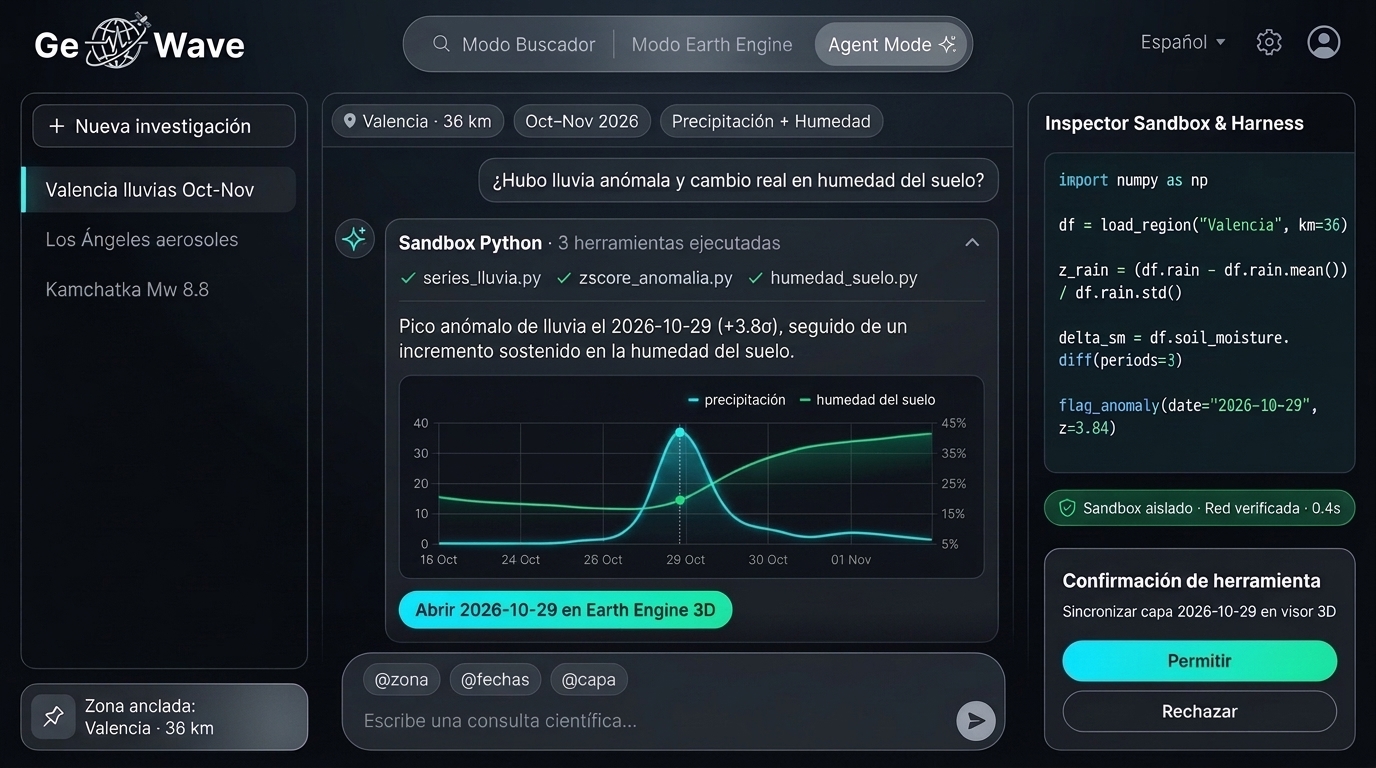 Ge Wave
Modo Buscador
Modo Earth Engine
Agent Mode
Español
+ Nueva investigación
Valencia lluvias Oct-Nov
Los Ángeles aerosoles
Kamchatka Mw 8.8
Zona anclada:
Valencia · 36 km
Valencia · 36 km
Oct–Nov 2026
Precipitación + Humedad
¿Hubo lluvia anómala y cambio real en humedad del suelo?
Sandbox Python · 3 herramientas ejecutadas
series_lluvia.py
zscore_anomalia.py
humedad_suelo.py
Pico anómalo de lluvia el 2026-10-29 (+3.8σ), seguido de un
incremento sostenido en la humedad del suelo.
precipitación
humedad del suelo
40
30
20
10
0
45%
35%
25%
15%
5%
16 Oct
24 Oct
26 Oct
29 Oct
30 Oct
01 Nov
Abrir 2026-10-29 en Earth Engine 3D
@zona
@fechas
@capa
Escribe una consulta científica...
Inspector Sandbox & Harness
import numpy as np
df = load_region("Valencia", km=36)
z_rain = (df.rain - df.rain.mean())
/ df.rain.std()
delta_sm = df.soil_moisture.
diff(periods=3)
flag_anomaly(date="2026-10-29",
z=3.84)
Sandbox aislado · Red verificada · 0.4s
Confirmación de herramienta
Sincronizar capa 2026-10-29 en visor 3D
Permitir
Rechazar